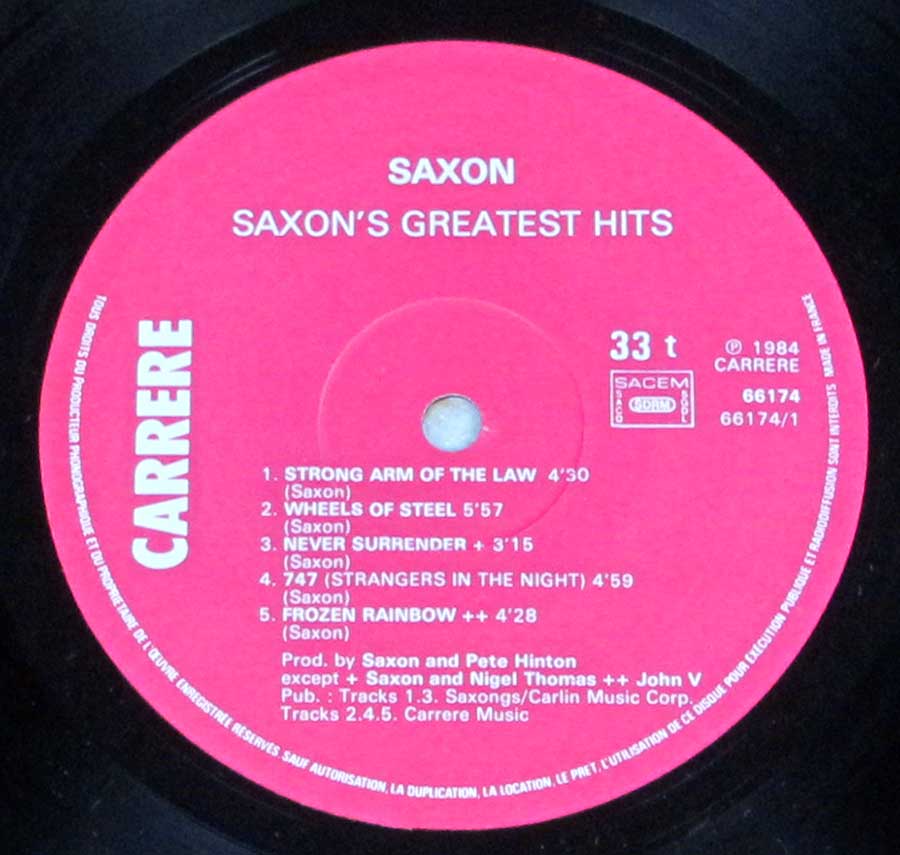 SAXON
SAXON'S GREATEST HITS
CARRERE
33 t
℗ 1984
CARRERE
SACEM
SACD
SDRM
SGDL
66174
66174/1
1. STRONG ARM OF THE LAW 4'30
(Saxon)
2. WHEELS OF STEEL 5'57
(Saxon)
3. NEVER SURRENDER + 3'15
(Saxon)
4. 747 (STRANGERS IN THE NIGHT) 4'59
(Saxon)
5. FROZEN RAINBOW ++ 4'28
(Saxon)
Prod. by Saxon and Pete Hinton
except + Saxon and Nigel Thomas ++ John V
Pub. : Tracks 1.3. Saxongs/Carlin Music Corp.
Tracks 2.4.5. Carrere Music
TOUS DROITS DU PRODUCTEUR PHONOGRAPHIQUE ET DU PROPRIETAIRE DE L'ŒUVRE ENREGISTREE RESERVES. SAUF AUTORISATION, LA DUPLICATION, LA LOCATION, LE PRET, L'UTILISATION DE CE DISQUE POUR EXECUTION PUBLIQUE ET RADIODIFFUSION SONT INTERDITS MADE IN FRANCE